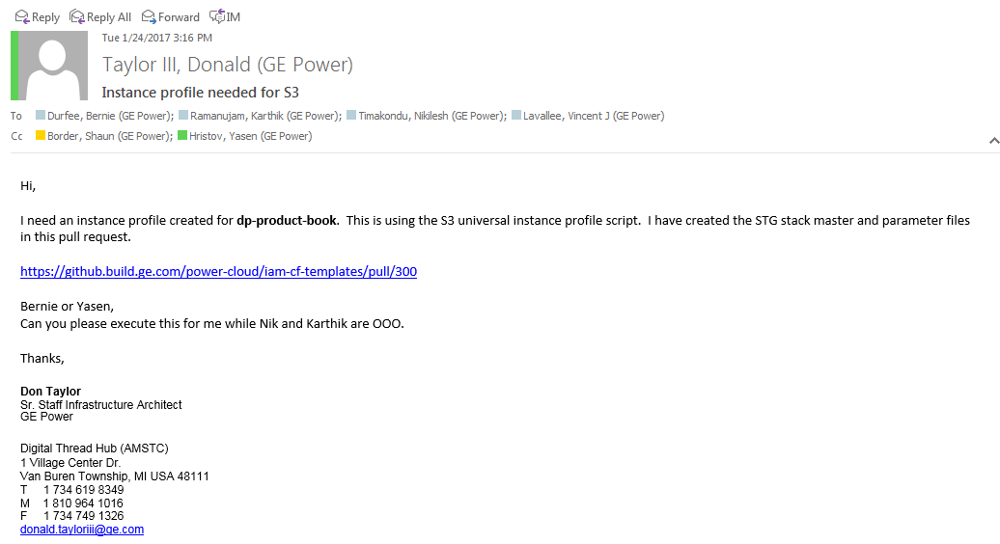 Reply Reply All Forward IM
Tue 1/24/2017 3:16 PM
Taylor III, Donald (GE Power)
Instance profile needed for S3
To Durfee, Bernie (GE Power); Ramanujam, Karthik (GE Power); Timakondu, Nikilesh (GE Power); Lavallee, Vincent J (GE Power)
Cc Border, Shaun (GE Power); Hristov, Yasen (GE Power)
Hi,
I need an instance profile created for dp-product-book. This is using the S3 universal instance profile script. I have created the STG stack master and parameter files
in this pull request.
https://github.build.ge.com/power-cloud/iam-cf-templates/pull/300
Bernie or Yasen,
Can you please execute this for me while Nik and Karthik are OOO.
Thanks,
Don Taylor
Sr. Staff Infrastructure Architect
GE Power
Digital Thread Hub (AMSTC)
1 Village Center Dr.
Van Buren Township, MI USA 48111
T 1 734 619 8349
M 1 810 964 1016
F 1 734 749 1326
donald.tayloriii@ge.com